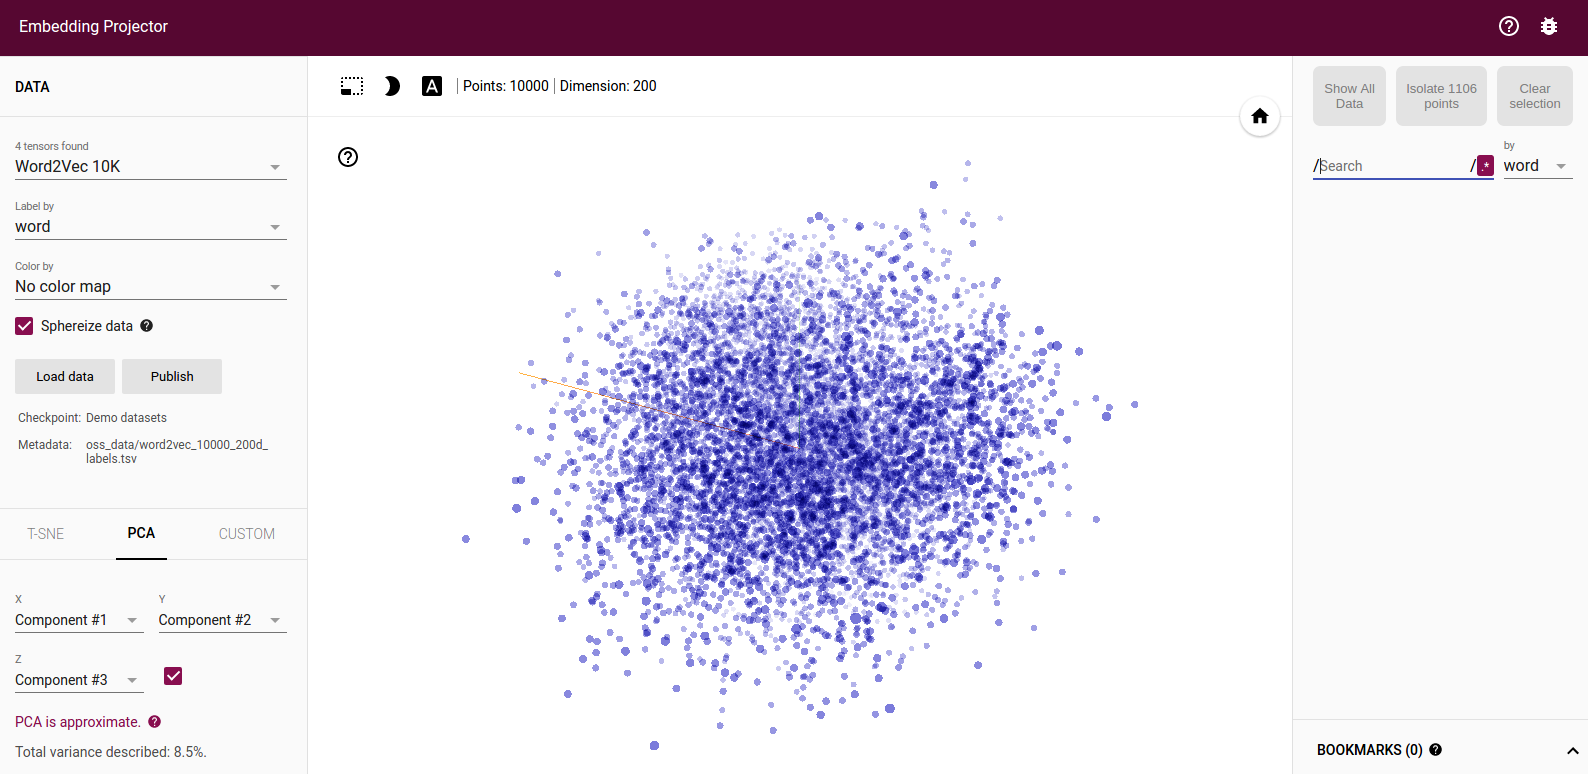 Embedding Projector
DATA
4 tensors found
Word2Vec 10K
Label by
word
Color by
No color map
Sphereize data
Load data Publish
Checkpoint: Demo datasets
Metadata: oss_data/word2vec_10000_200d_
labels.tsv
T-SNE PCA CUSTOM
X Y
Component #1 Component #2
Z
Component #3
PCA is approximate.
Total variance described: 8.5%.
A | Points: 10000 | Dimension: 200
Show All
Data
Isolate 1106
points
Clear
selection
by
/Search / .* word
BOOKMARKS (0)